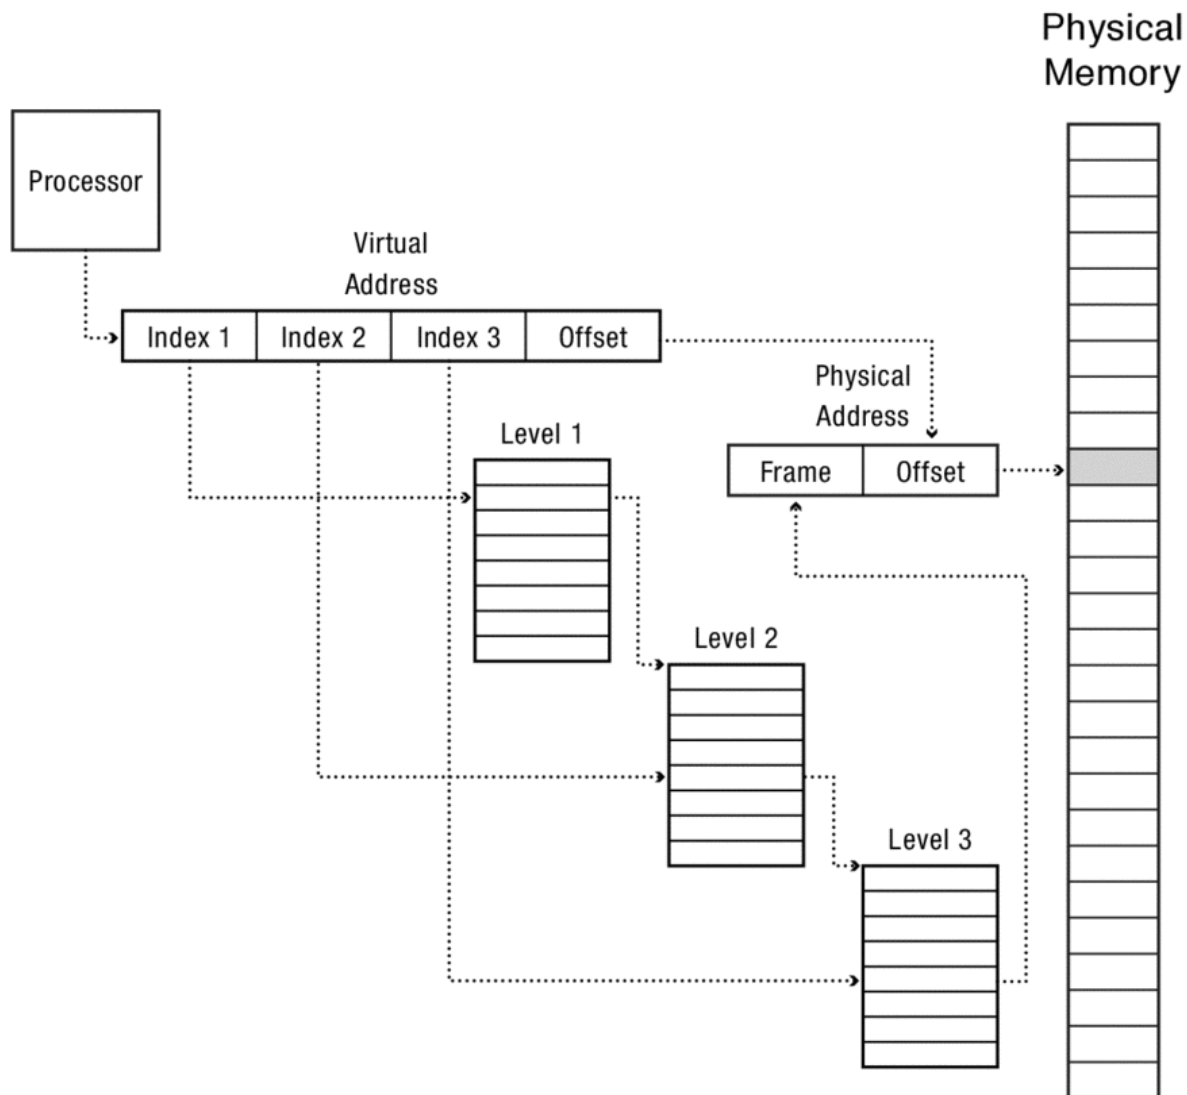 Physical
Memory
Processor
Virtual
Address
Index 1
Index 2
Index 3
Offset
Physical
Address
Level 1
Frame
Offset
Level 2
Level 3